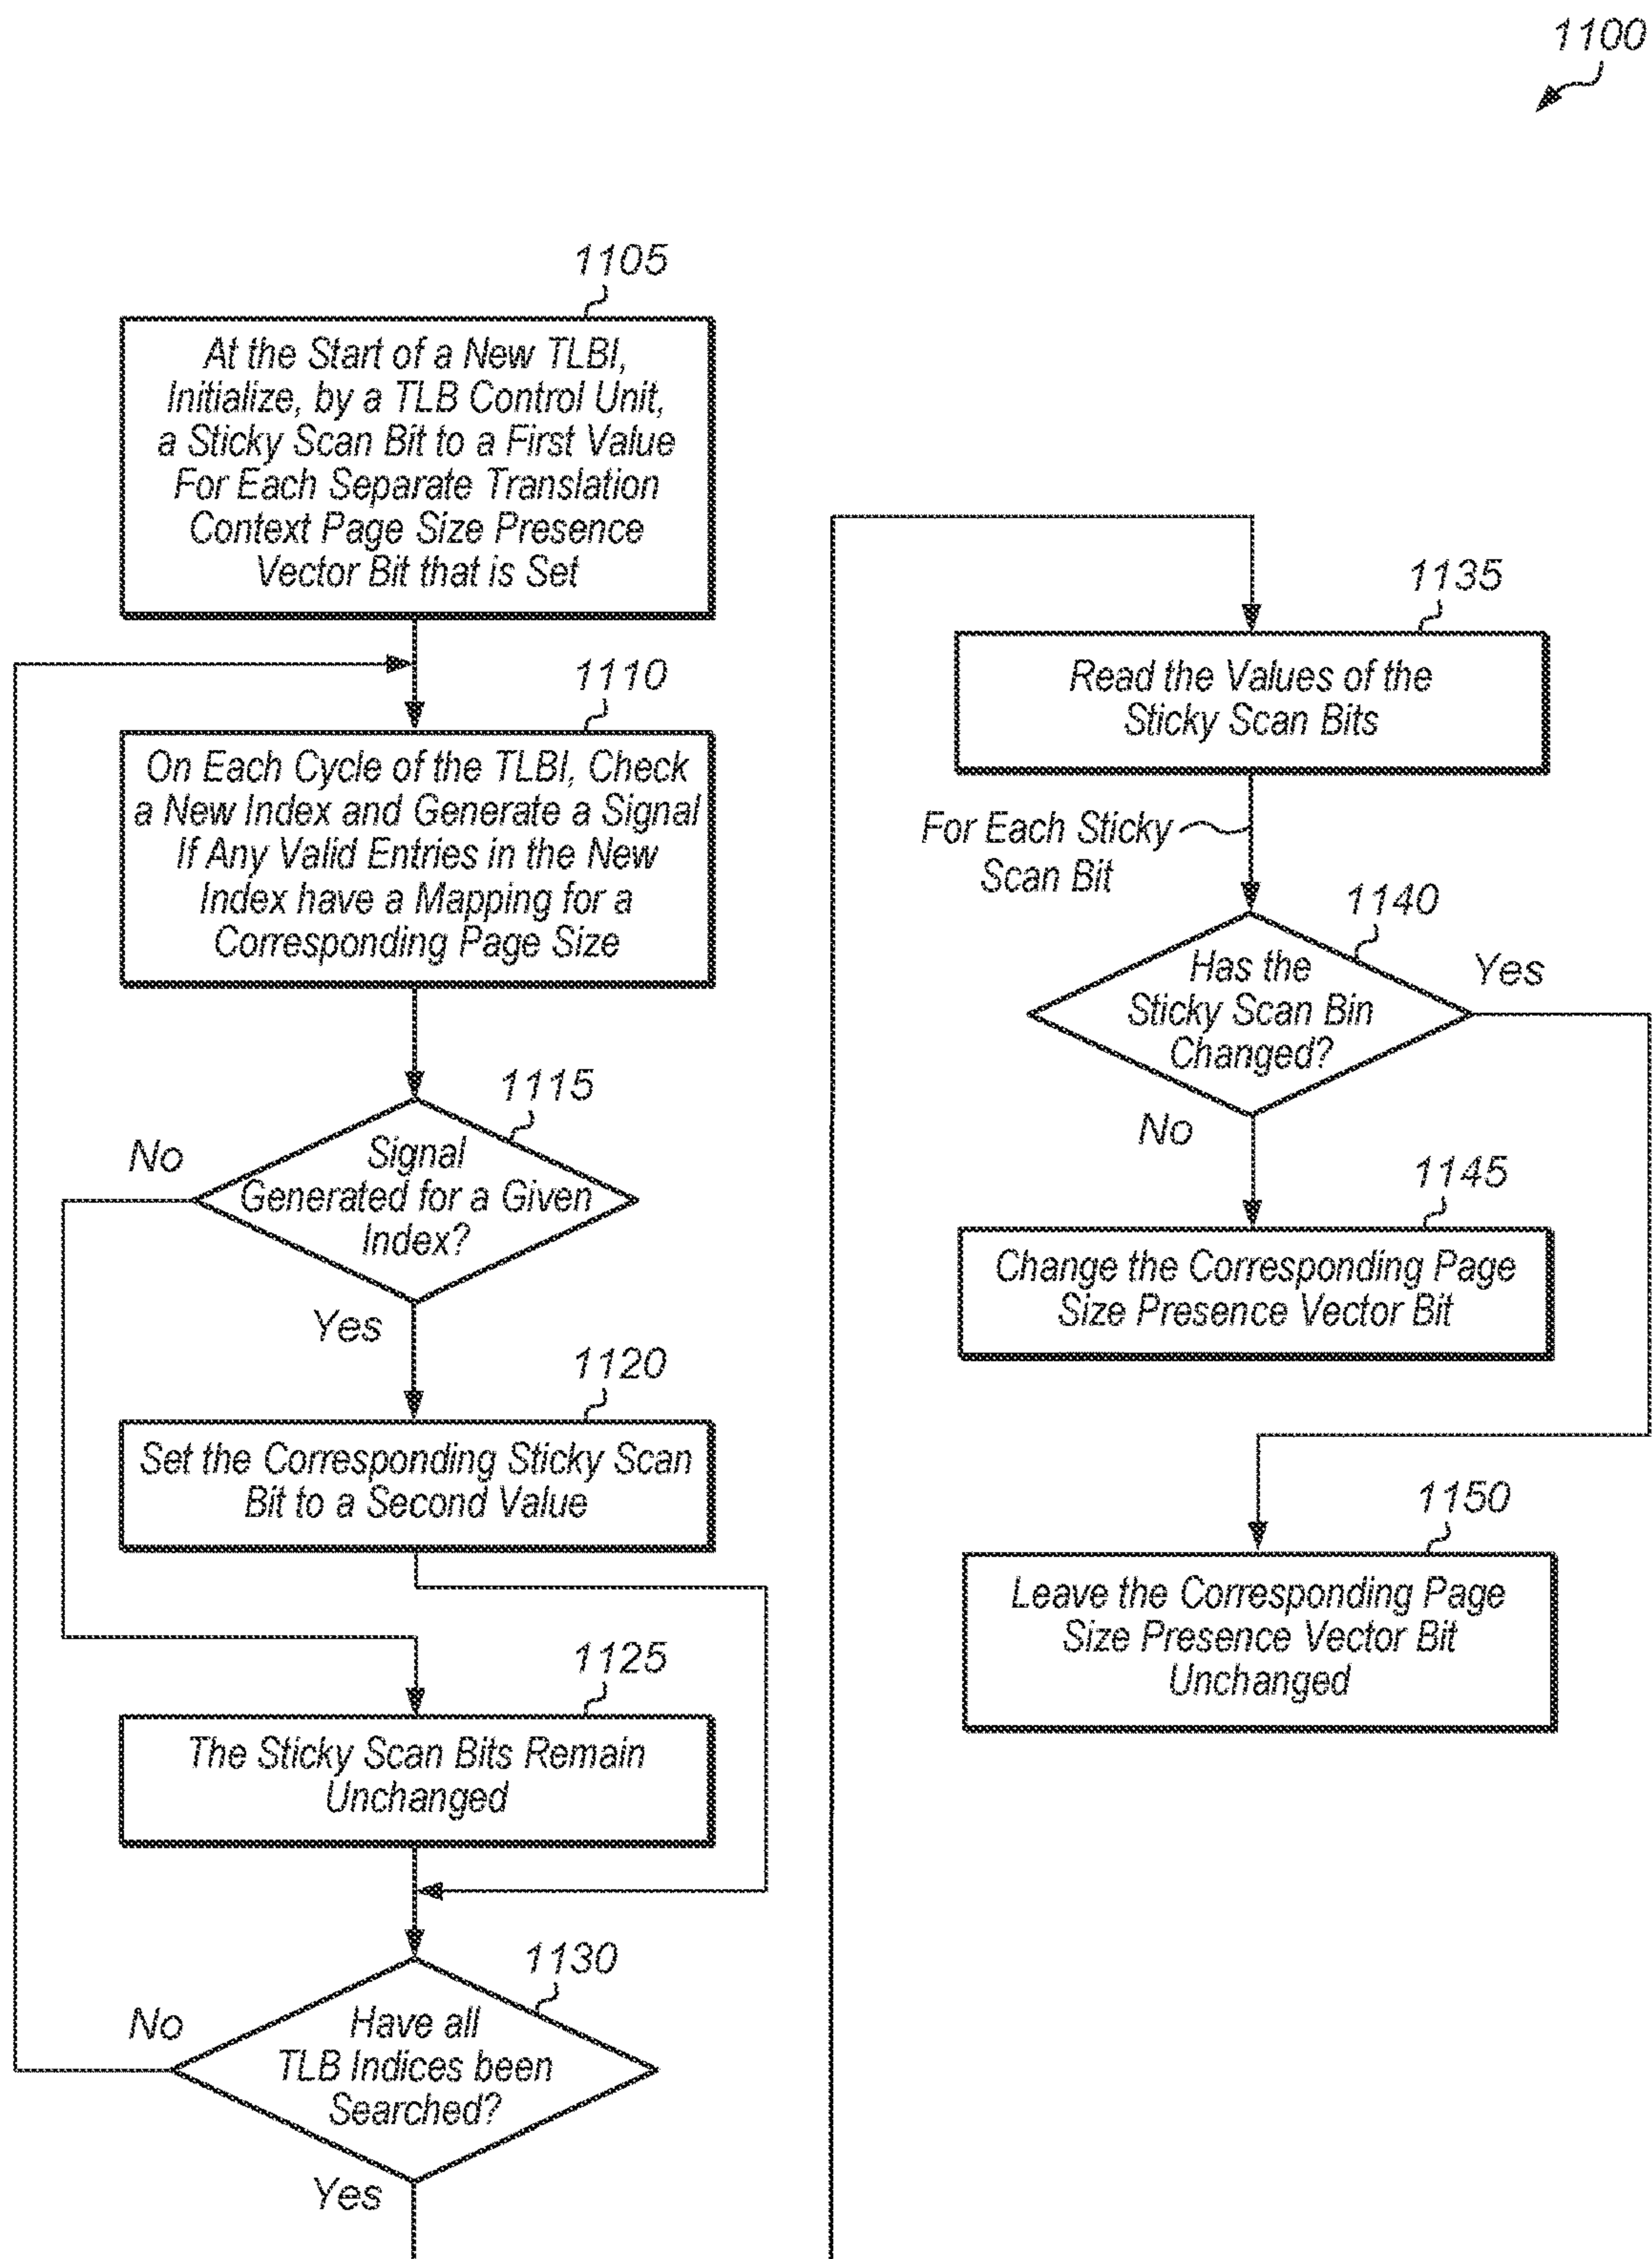 1100
1105
At the Start of a New TLBI,
Initialize, by a TLB Control Unit,
a Sticky Scan Bit to a First Value
For Each Separate Translation
Context Page Size Presence
Vector Bit that is Set
1110
On Each Cycle of the TLBI, Check
a New Index and Generate a Signal
If Any Valid Entries in the New
Index have a Mapping for a
Corresponding Page Size
1115
No
Signal
Generated for a Given
Index?
Yes
1120
Set the Corresponding Sticky Scan
Bit to a Second Value
1125
The Sticky Scan Bits Remain
Unchanged
1130
No
Have all
TLB Indices been
Searched?
Yes
1135
Read the Values of the
Sticky Scan Bits
For Each Sticky
Scan Bit
1140
Has the
Sticky Scan Bin
Changed?
Yes
No
1145
Change the Corresponding Page
Size Presence Vector Bit
1150
Leave the Corresponding Page
Size Presence Vector Bit
Unchanged